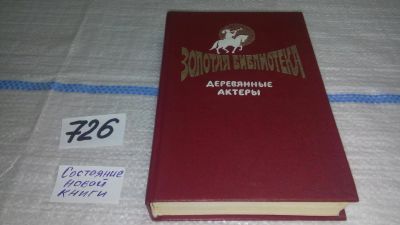 ЗОЛОТАЯ БИБЛИОТЕКА
ДЕРЕВЯННЫЕ
АКТЕРЫ
726
Состояние
новой
книги